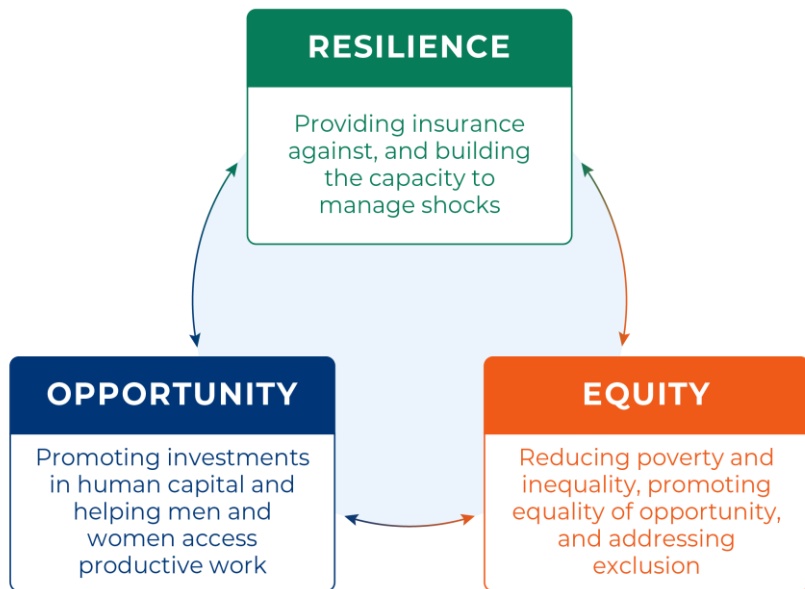 RESILIENCE
Providing insurance
against, and building
the capacity to
manage shocks
OPPORTUNITY
Promoting investments
in human capital and
helping men and
women access
productive work
EQUITY
Reducing poverty and
inequality, promoting
equality of opportunity,
and addressing
exclusion